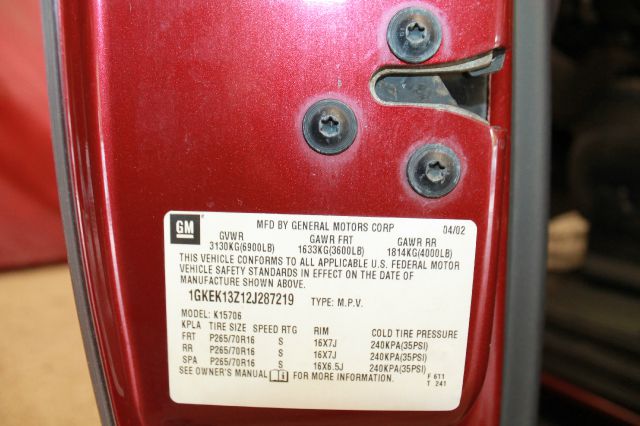 GM MFD BY GENERAL MOTORS CORP 04/02
GVWR GAWR FRT GAWR RR
3130KG(6900LB) 1633KG(3600LB) 1814KG(4000LB)
THIS VEHICLE CONFORMS TO ALL APPLICABLE U.S. FEDERAL MOTOR
VEHICLE SAFETY STANDARDS IN EFFECT ON THE DATE OF
MANUFACTURE SHOWN ABOVE.
1GKEK13Z12J287219 TYPE: M.P.V.
MODEL: K15706
KPLA TIRE SIZE SPEED RTG RIM COLD TIRE PRESSURE
FRT P265/70R16 S 16X7J 240KPA(35PSI)
RR P265/70R16 S 16X7J 240KPA(35PSI)
SPA P265/70R16 S 16X6.5J 240KPA(35PSI)
SEE OWNER'S MANUAL FOR MORE INFORMATION. F 611
T 241